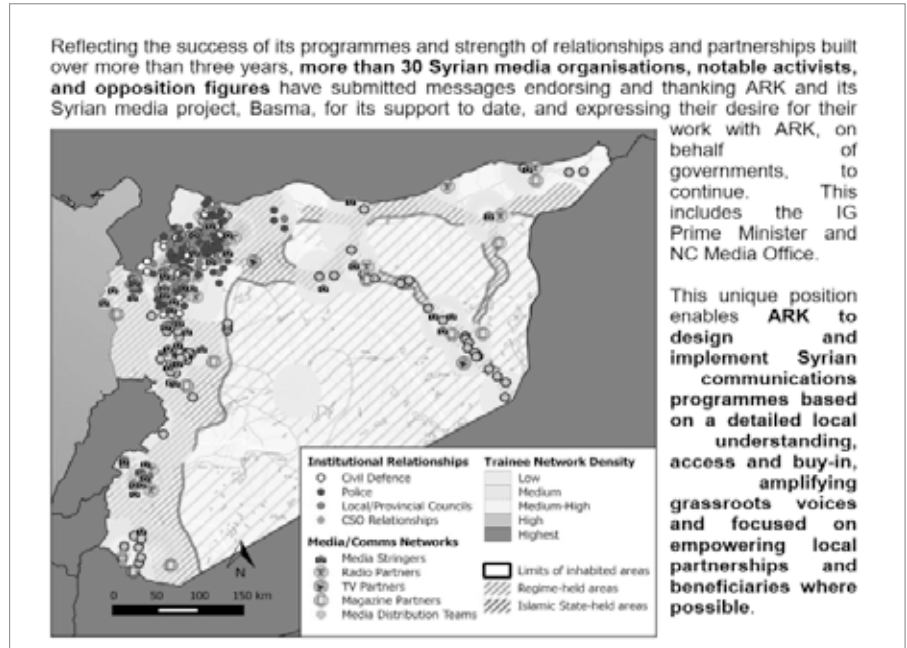 Reflecting the success of its programmes and strength of relationships and partnerships built
over more than three years, more than 30 Syrian media organisations, notable activists,
and opposition figures have submitted messages endorsing and thanking ARK and its
Syrian media project, Basma, for its support to date, and expressing their desire for their
work with ARK, on
behalf of
governments, to
continue. This
includes the IG
Prime Minister and
NC Media Office.
This unique position
enables ARK to
design and
implement Syrian
communications
programmes based
on a detailed local
understanding,
access and buy-in,
amplifying
grassroots voices
and focused on
empowering local
partnerships and
beneficiaries where
possible.
Institutional Relationships
Civil Defence
Police
Local/Provincial Councils
CSO Relationships
Media/Comms Networks
Media Stringers
Radio Partners
TV Partners
Magazine Partners
Media Distribution Teams
Trainee Network Density
Low
Medium
Medium-High
High
Highest
Limits of inhabited areas
Regime-held areas
Islamic State-held areas
N
0 50 100 150 km